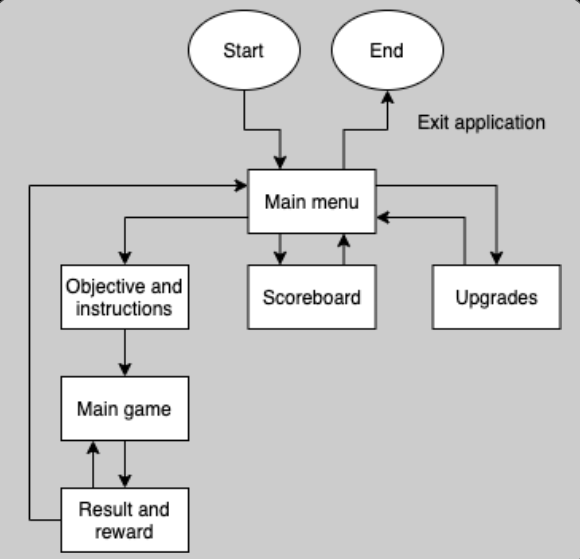 Start
End
Exit application
Main menu
Objective and
instructions
Scoreboard
Upgrades
Main game
Result and
reward